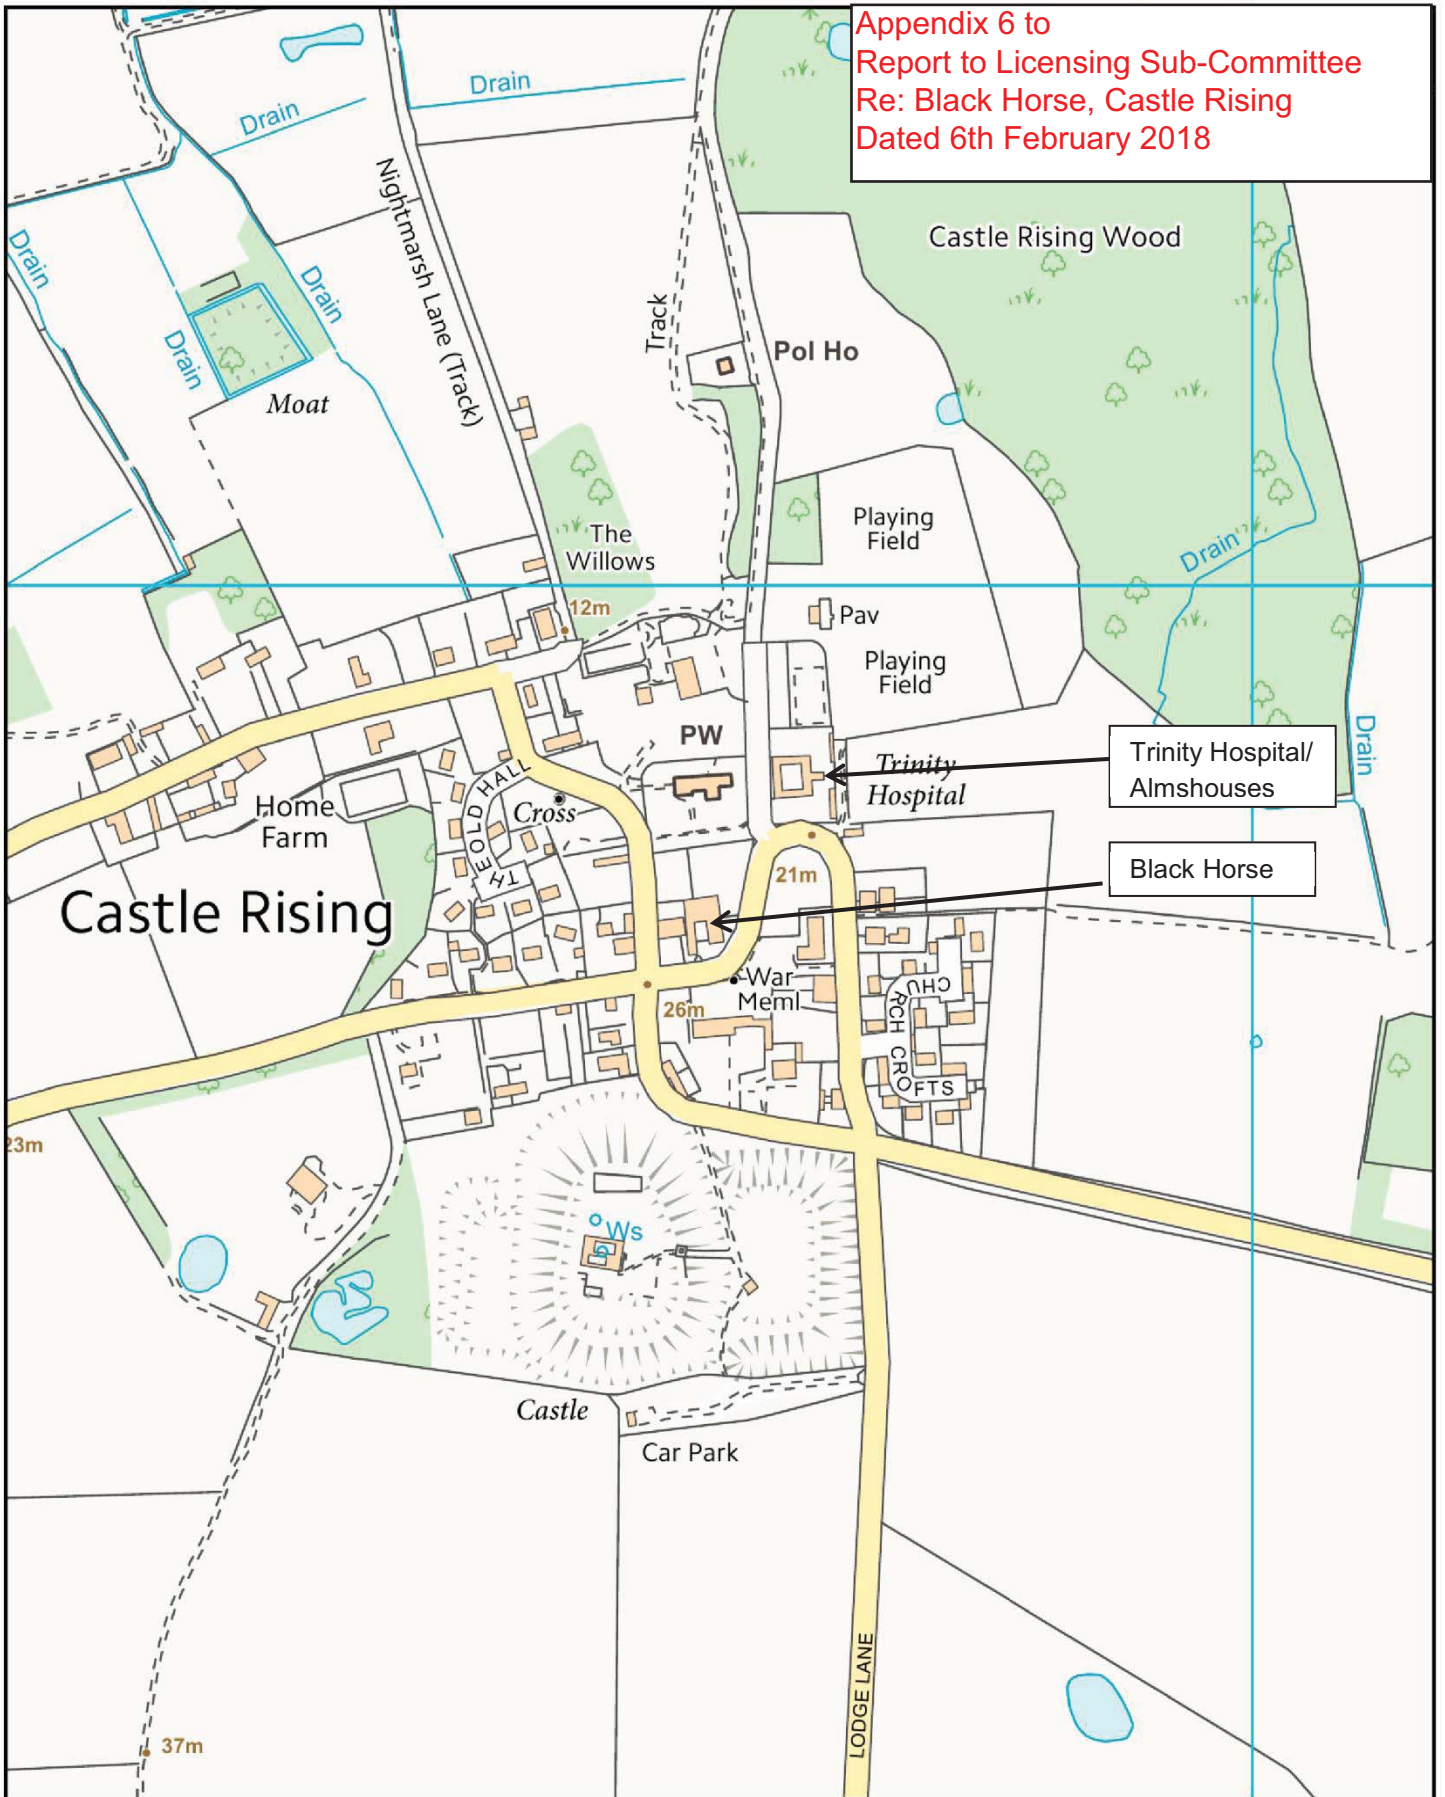 Appendix 6 to
Report to Licensing Sub-Committee
Re: Black Horse, Castle Rising
Dated 6th February 2018
Drain
Drain
Nightmarsh Lane (Track)
Castle Rising Wood
Drain
Drain
Drain
Track
Pol Ho
Moat
Playing
Field
The
Willows
Drain
12m
Pav
Playing
Field
PW
Trinity
Hospital
Trinity Hospital/
Almshouses
Drain
THE OLD HALL
Cross
Home
Farm
21m
Black Horse
Castle Rising
War
Meml
26m
CHURCH CROFTS
23m
Ws
Castle
Car Park
LODGE LANE
37m